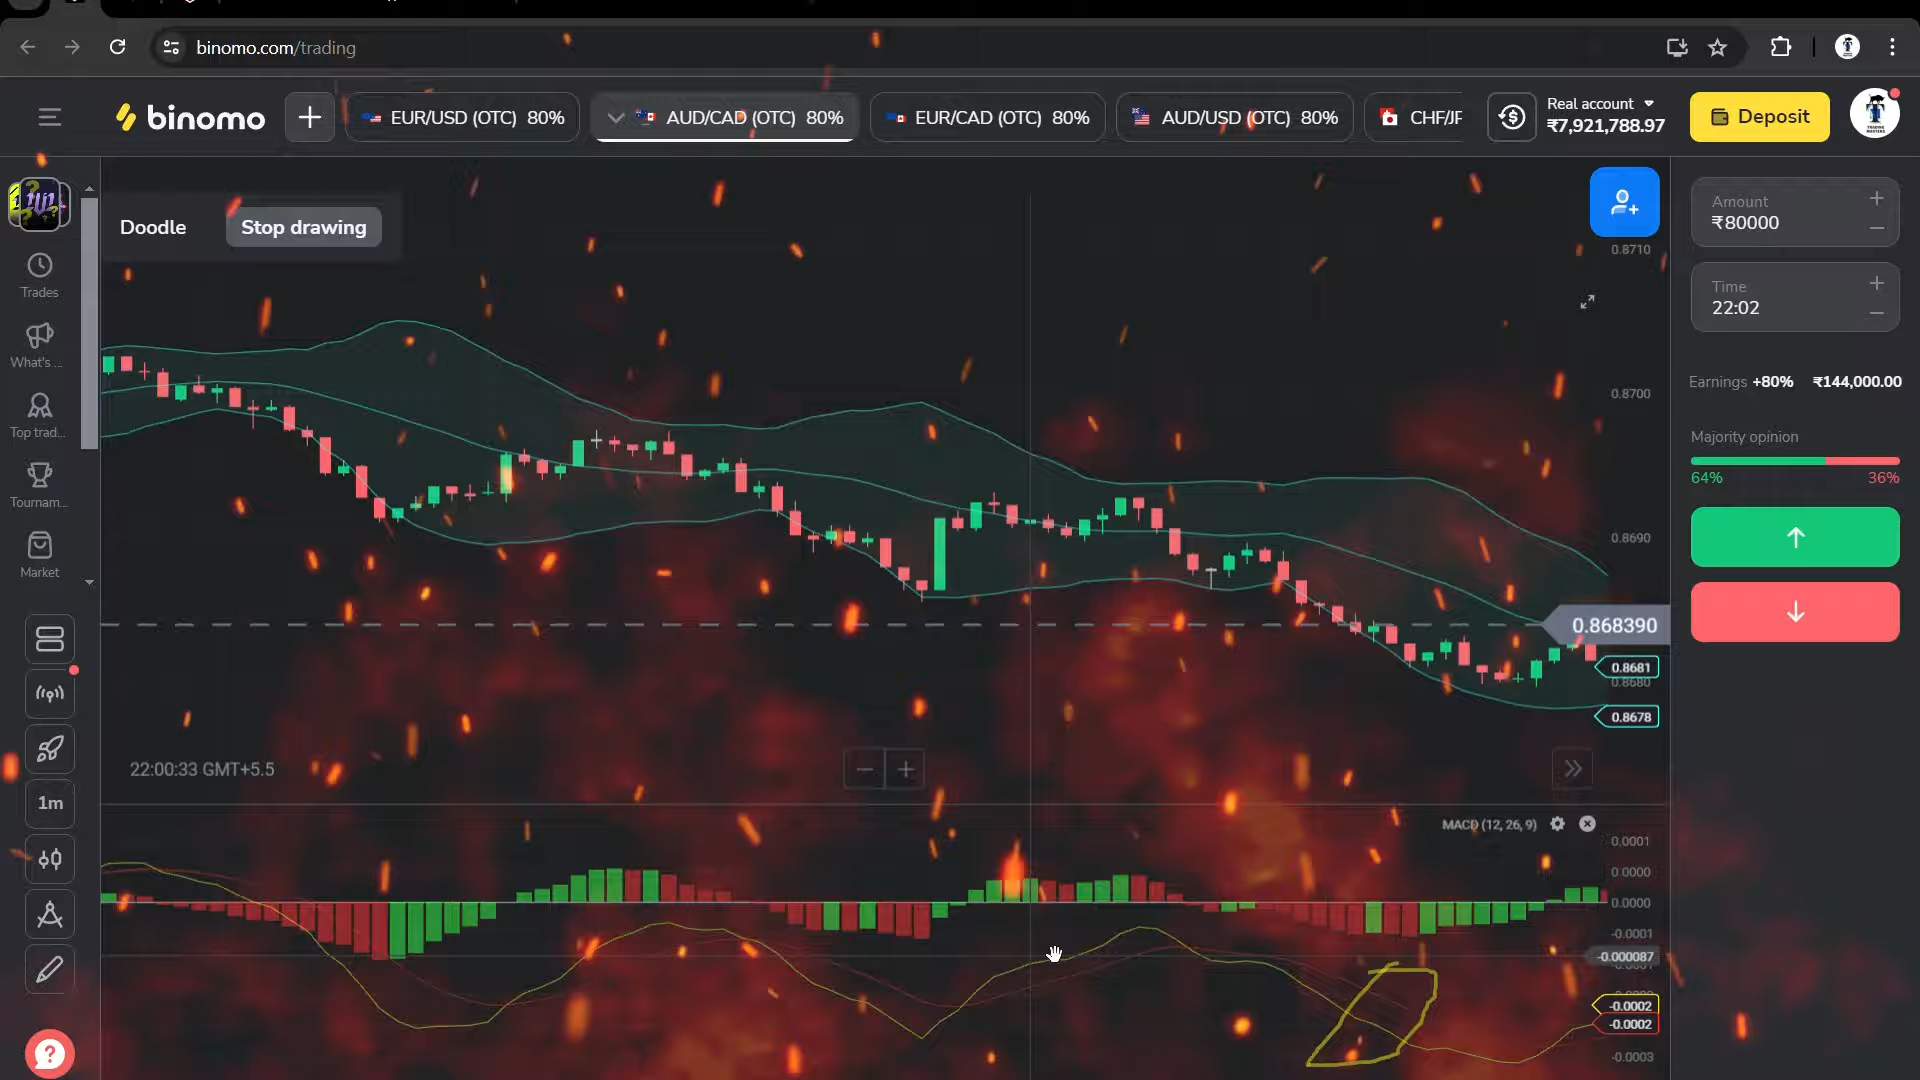 binomo.com/trading
binomo
EUR/USD (OTC) 80%
AUD/CAD (OTC) 80%
EUR/CAD (OTC) 80%
AUD/USD (OTC) 80%
CHF/JF
Real account
₹7,921,788.97
Deposit
Doodle
Stop drawing
Trades
What's ...
Top trad...
Tournam...
Market
1m
0.8710
0.8700
0.8690
0.868390
0.8681
0.8680
0.8678
22:00:33 GMT+5.5
MACD (12, 26, 9)
0.0001
0.0000
0.0000
-0.0001
-0.000087
-0.0002
-0.0002
-0.0003
Amount
₹80000
Time
22:02
Earnings +80% ₹144,000.00
Majority opinion
64% 36%